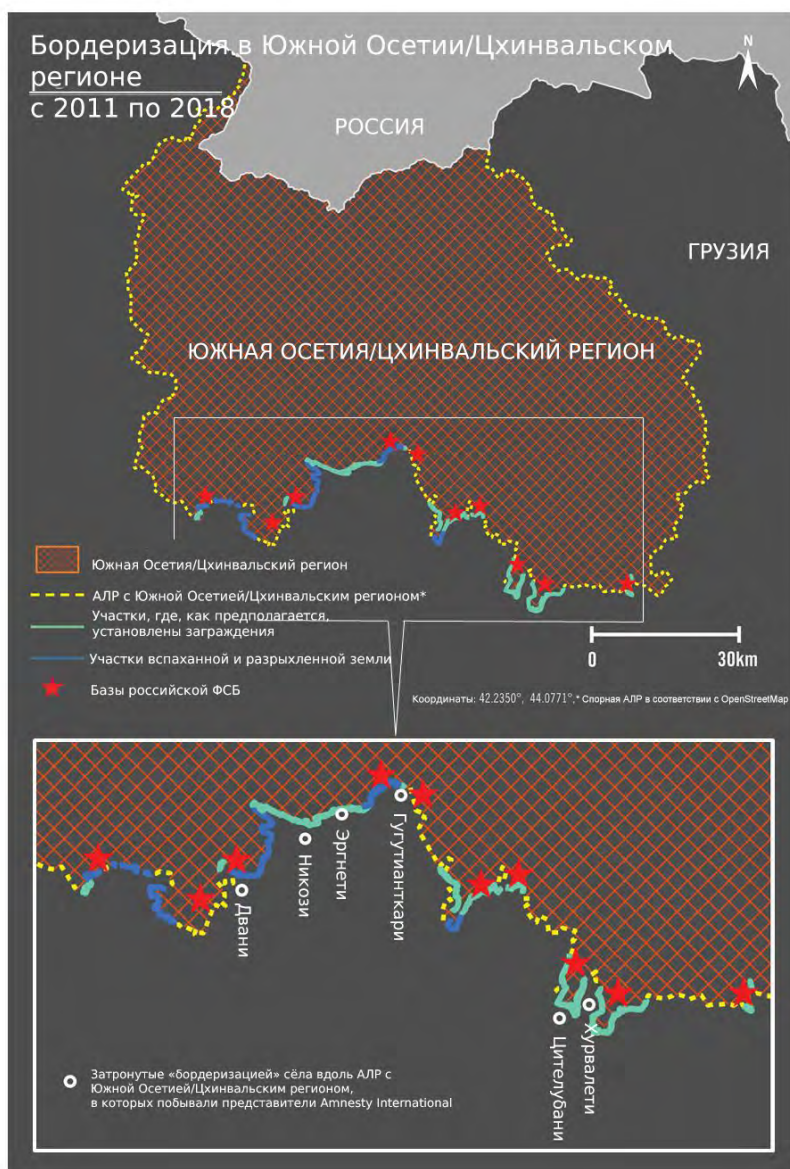 Бордеризация в Южной Осетии/Цхинвальском
регионе
с 2011 по 2018
N
РОССИЯ
ГРУЗИЯ
ЮЖНАЯ ОСЕТИЯ/ЦХИНВАЛЬСКИЙ РЕГИОН
Южная Осетия/Цхинвальский регион
АЛР с Южной Осетией/Цхинвальским регионом*
Участки, где, как предполагается,
установлены заграждения
Участки вспаханной и разрыхленной земли
Базы российской ФСБ
0 30km
Координаты: 42.2350°, 44.0771°,* Спорная АЛР в соответствии с OpenStreetMap
Двани
Никози
Эргнети
Гугутианткари
Цителубани
Хурвалети
Затронутые «бордеризацией» сёла вдоль АЛР с
Южной Осетией/Цхинвальским регионом,
в которых побывали представители Amnesty International